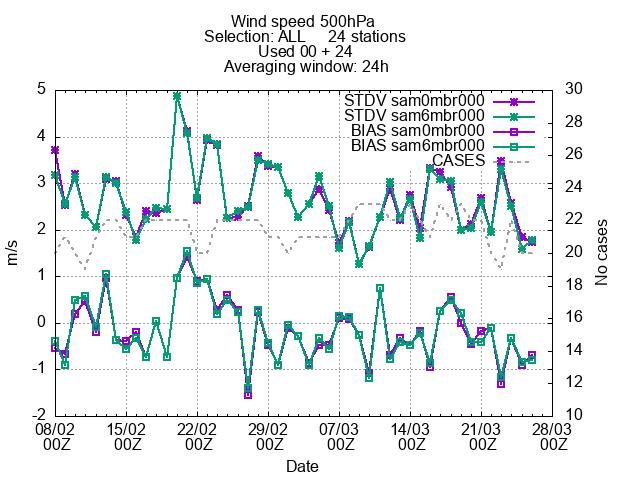 Wind speed 500hPa
Selection: ALL 24 stations
Used 00 + 24
Averaging window: 24h
STDV sam0mbr000
STDV sam6mbr000
BIAS sam0mbr000
BIAS sam6mbr000
CASES
5
4
3
2
1
0
-1
-2
m/s
30
28
26
24
22
20
18
16
14
12
10
No cases
08/02 15/02 22/02 29/02 07/03 14/03 21/03 28/03
00Z 00Z 00Z 00Z 00Z 00Z 00Z 00Z
Date